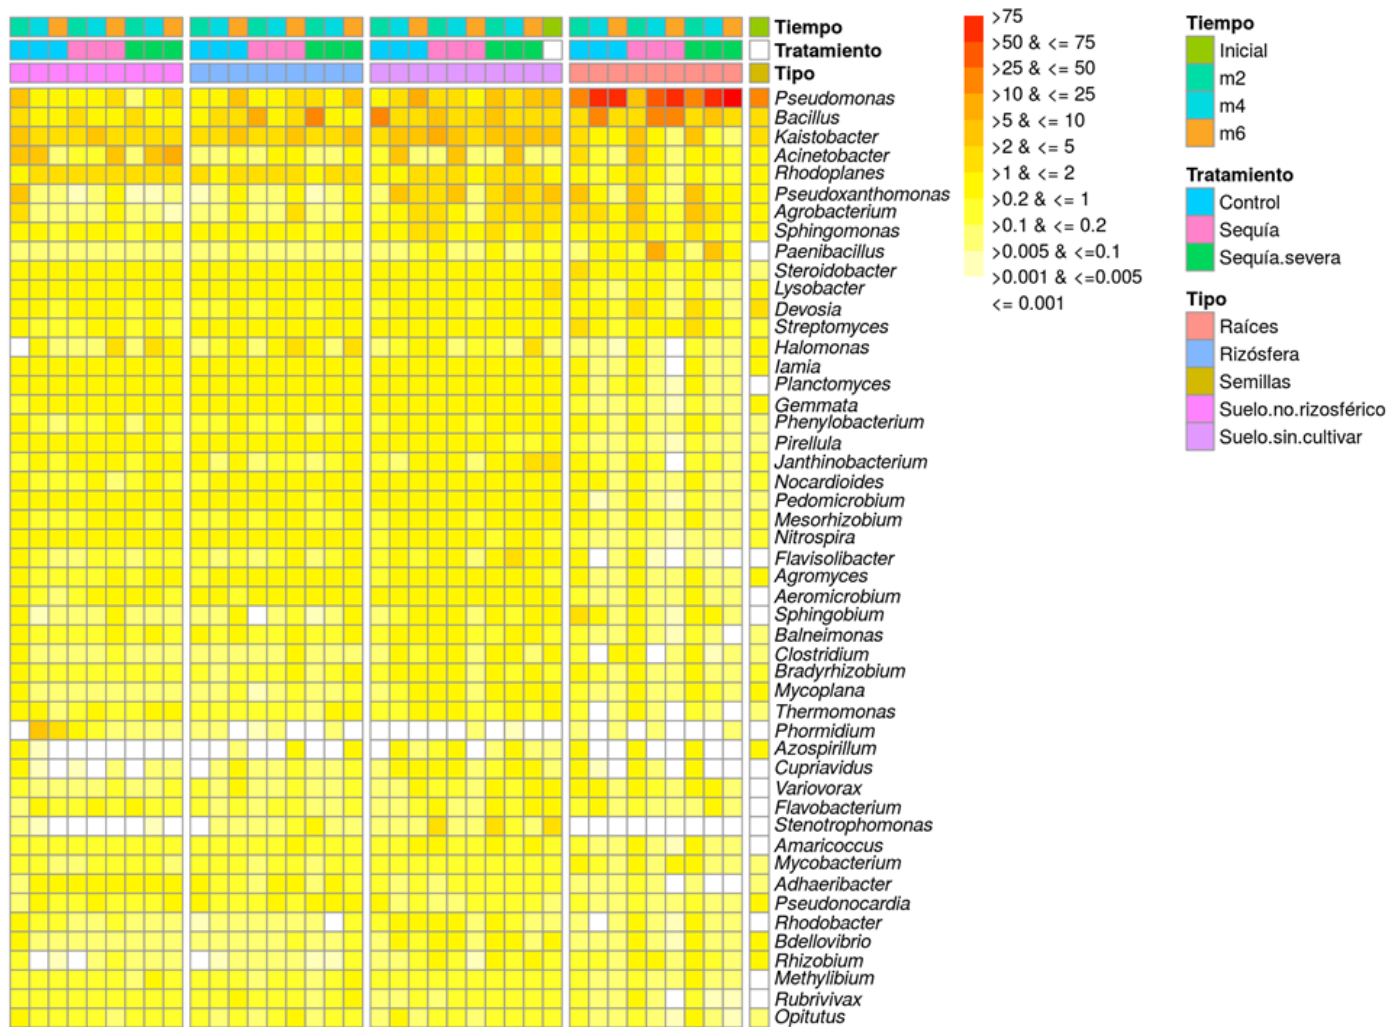 Tiempo
Tratamiento
Tipo
Pseudomonas
Bacillus
Kaistobacter
Acinetobacter
Rhodoplanes
Pseudoxanthomonas
Agrobacterium
Sphingomonas
Paenibacillus
Steroidobacter
Lysobacter
Devosia
Streptomyces
Halomonas
Iamia
Planctomyces
Gemmata
Phenylobacterium
Pirellula
Janthinobacterium
Nocardioides
Pedomicrobium
Mesorhizobium
Nitrospira
Flavisolibacter
Agromyces
Aeromicrobium
Sphingobium
Balneimonas
Clostridium
Bradyrhizobium
Mycoplana
Thermomonas
Phormidium
Azospirillum
Cupriavidus
Variovorax
Flavobacterium
Stenotrophomonas
Amaricoccus
Mycobacterium
Adhaeribacter
Pseudonocardia
Rhodobacter
Bdellovibrio
Rhizobium
Methylibium
Rubrivivax
Opitutus
>75
>50 & <= 75
>25 & <= 50
>10 & <= 25
>5 & <= 10
>2 & <= 5
>1 & <= 2
>0.2 & <= 1
>0.1 & <= 0.2
>0.005 & <=0.1
>0.001 & <=0.005
<= 0.001
Tiempo
Inicial
m2
m4
m6
Tratamiento
Control
Sequía
Sequía.severa
Tipo
Raíces
Rizósfera
Semillas
Suelo.no.rizosférico
Suelo.sin.cultivar